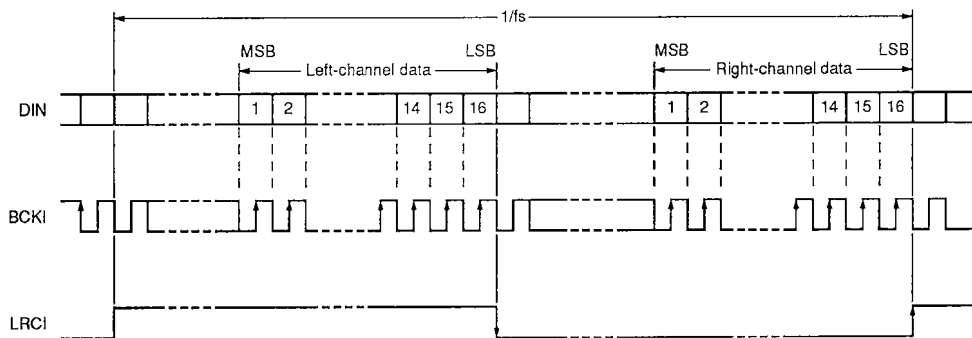 1/fs
MSB LSB MSB LSB
Left-channel data Right-channel data
DIN 1 2 14 15 16 1 2 14 15 16
BCKI
LRCI